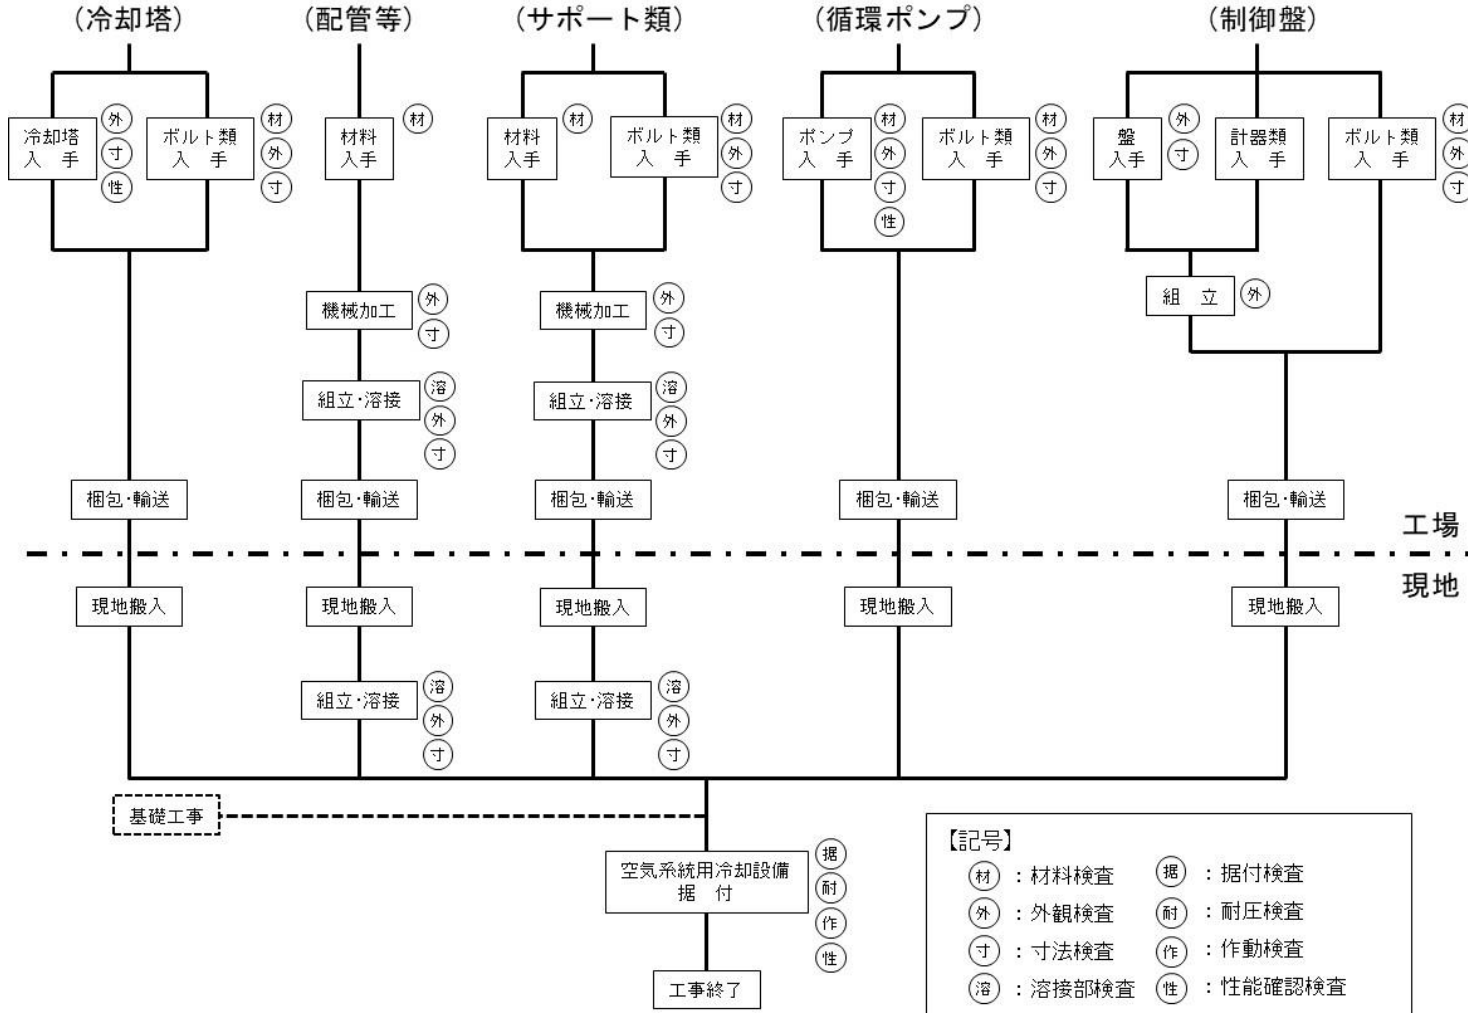 （冷却塔）
（配管等）
（サポート類）
（循環ポンプ）
（制御盤）
冷却塔
入　手
外
寸
性
ボルト類
入　手
材
外
寸
材料
入手
材
材料
入手
材
ボルト類
入　手
材
外
寸
ポンプ
入　手
材
外
寸
性
ボルト類
入　手
材
外
寸
盤
入手
外
寸
計器類
入　手
ボルト類
入　手
材
外
寸
機械加工
外
寸
機械加工
外
寸
組　立
外
組立・溶接
溶
外
寸
組立・溶接
溶
外
寸
梱包・輸送
梱包・輸送
梱包・輸送
梱包・輸送
梱包・輸送
工場
現地
現地搬入
現地搬入
現地搬入
現地搬入
現地搬入
組立・溶接
溶
外
寸
組立・溶接
溶
外
寸
基礎工事
空気系統用冷却設備
据　付
据
耐
作
性
工事終了
【記号】
材：材料検査
外：外観検査
寸：寸法検査
溶：溶接部検査
据：据付検査
耐：耐圧検査
作：作動検査
性：性能確認検査